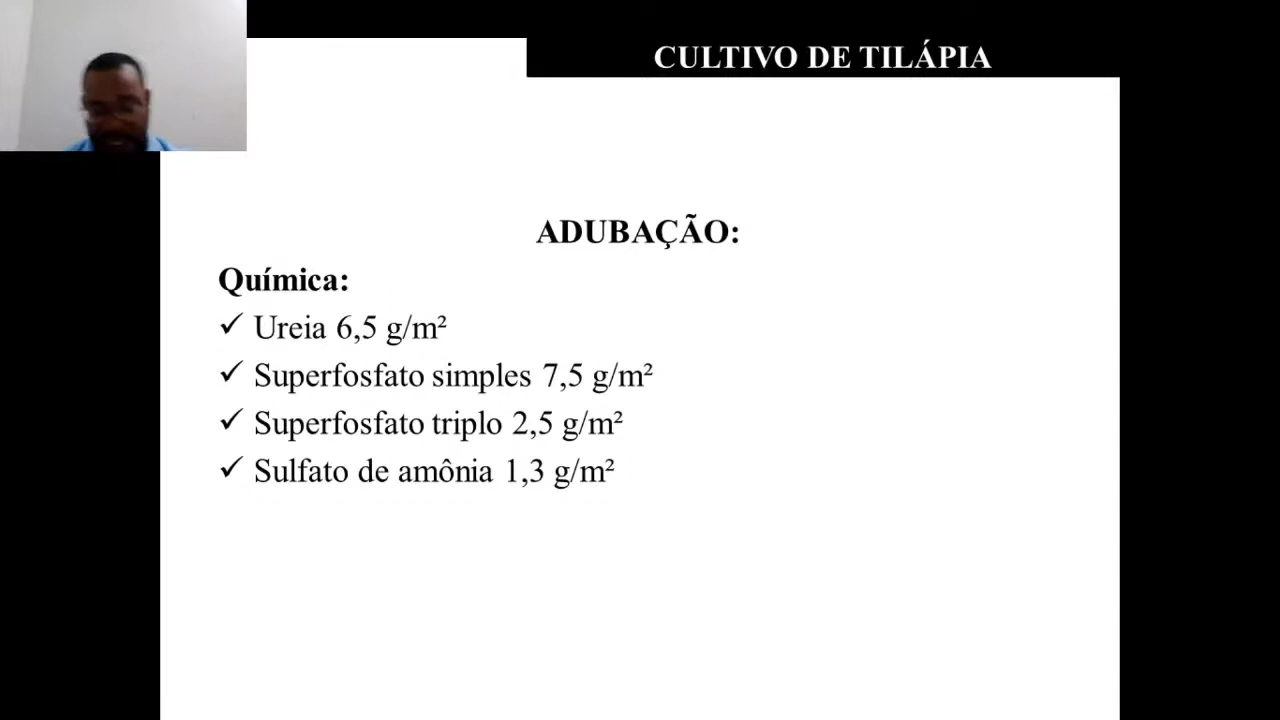 CULTIVO DE TILÁPIA
ADUBAÇÃO:
Química:
✓ Ureia 6,5 g/m²
✓ Superfosfato simples 7,5 g/m²
✓ Superfosfato triplo 2,5 g/m²
✓ Sulfato de amônia 1,3 g/m²